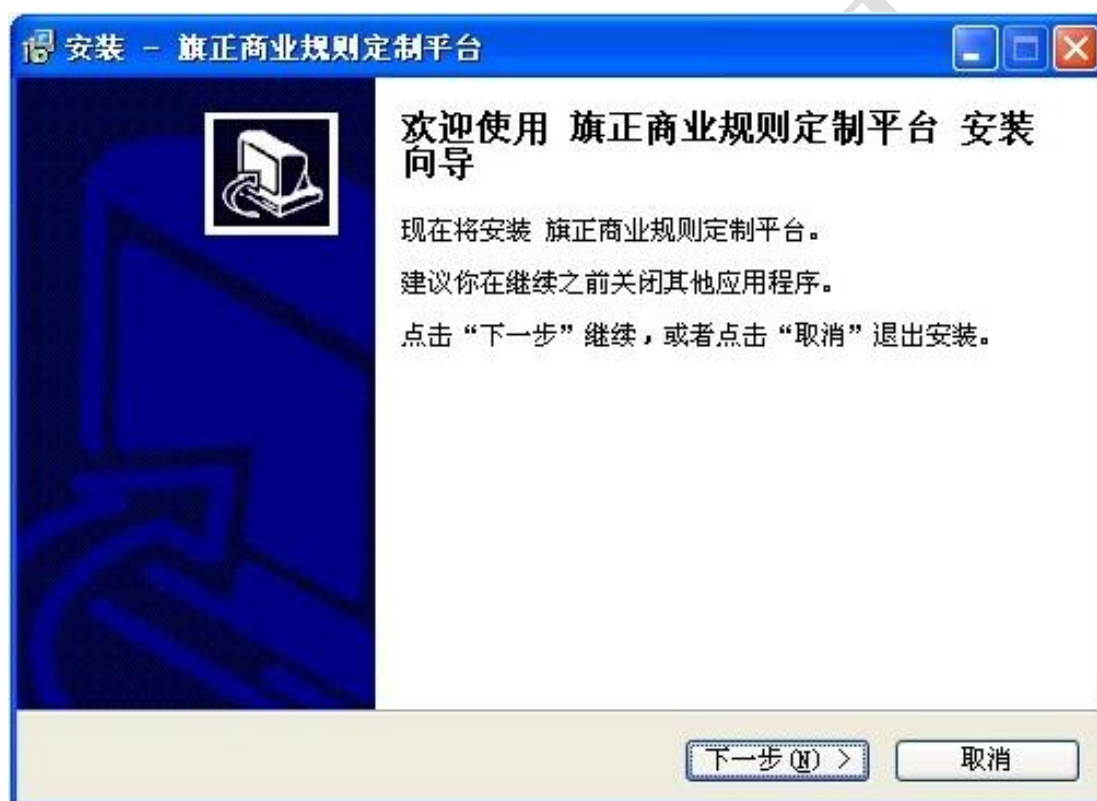 安装 - 旗正商业规则定制平台
欢迎使用 旗正商业规则定制平台 安装
向导
现在将安装 旗正商业规则定制平台。
建议你在继续之前关闭其他应用程序。
点击“下一步”继续，或者点击“取消”退出安装。
下一步(N) > 取消